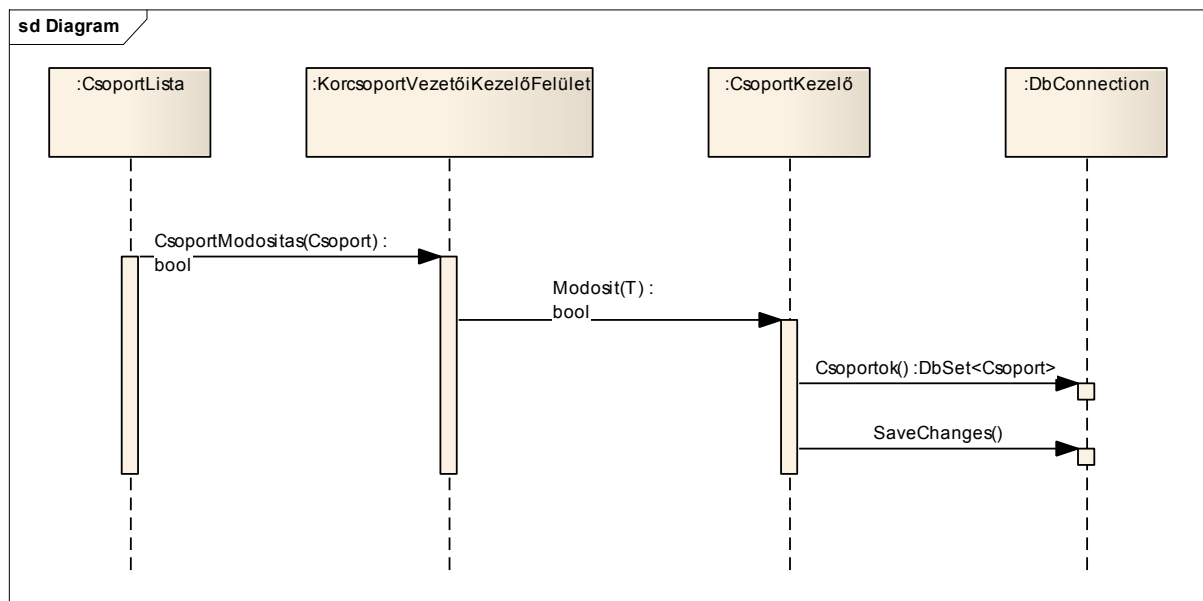 sd Diagram
:CsoportLista
:KorcsoportVezetőiKezelőFelület
:CsoportKezelő
:DbConnection
CsoportModositas(Csoport) :
bool
Modosit(T) :
bool
Csoportok() :DbSet<Csoport>
SaveChanges()